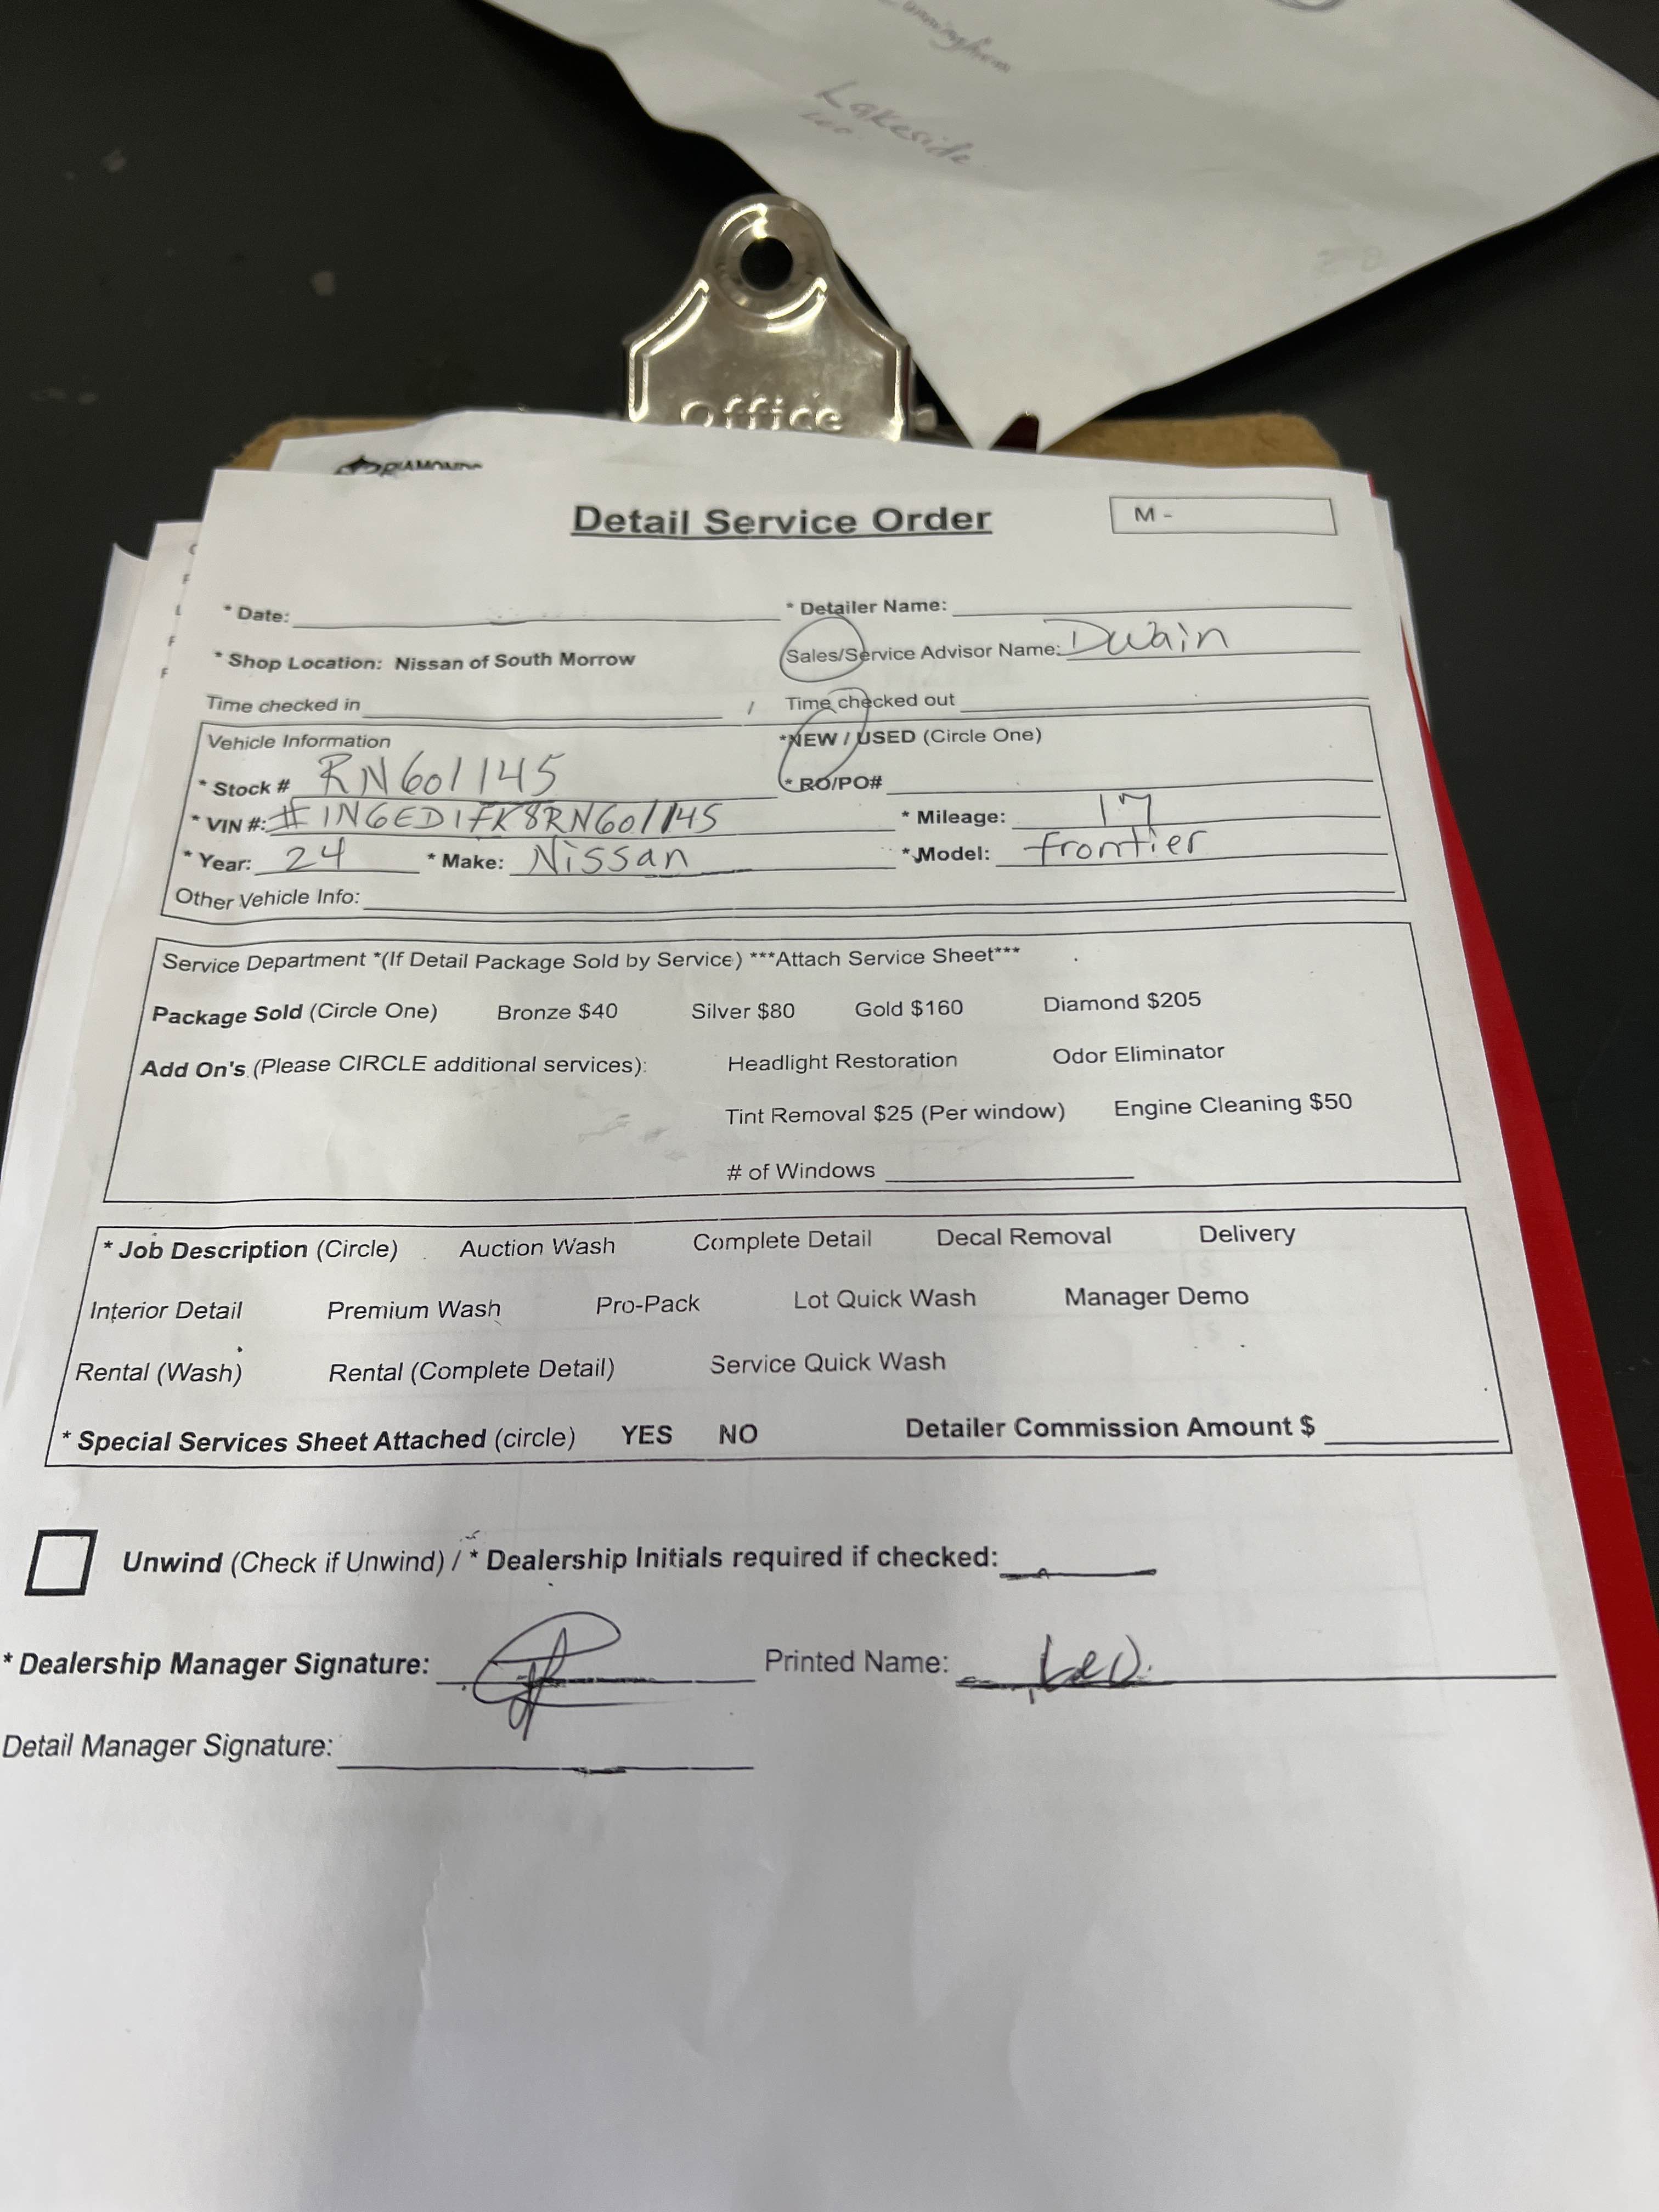 Lakeside
Office
DIAMOND
Detail Service Order
M -
* Date:
* Detailer Name:
* Shop Location: Nissan of South Morrow
Sales/Service Advisor Name: Dwain
Time checked in /
Time checked out
Vehicle Information
*NEW / USED (Circle One)
* Stock # RN601145
* RO/PO#
* VIN #: #1N6ED1FK8RN601145
* Mileage: 17
* Year: 24 * Make: Nissan * Model: frontier
Other Vehicle Info:
Service Department *(If Detail Package Sold by Service) ***Attach Service Sheet***
Package Sold (Circle One) Bronze $40 Silver $80 Gold $160 Diamond $205
Add On's (Please CIRCLE additional services): Headlight Restoration Odor Eliminator
Tint Removal $25 (Per window) Engine Cleaning $50
# of Windows
* Job Description (Circle) Auction Wash Complete Detail Decal Removal Delivery
Interior Detail Premium Wash Pro-Pack Lot Quick Wash Manager Demo
Rental (Wash) Rental (Complete Detail) Service Quick Wash
* Special Services Sheet Attached (circle) YES NO Detailer Commission Amount $
Unwind (Check if Unwind) / * Dealership Initials required if checked:
* Dealership Manager Signature: Printed Name: Leo
Detail Manager Signature: